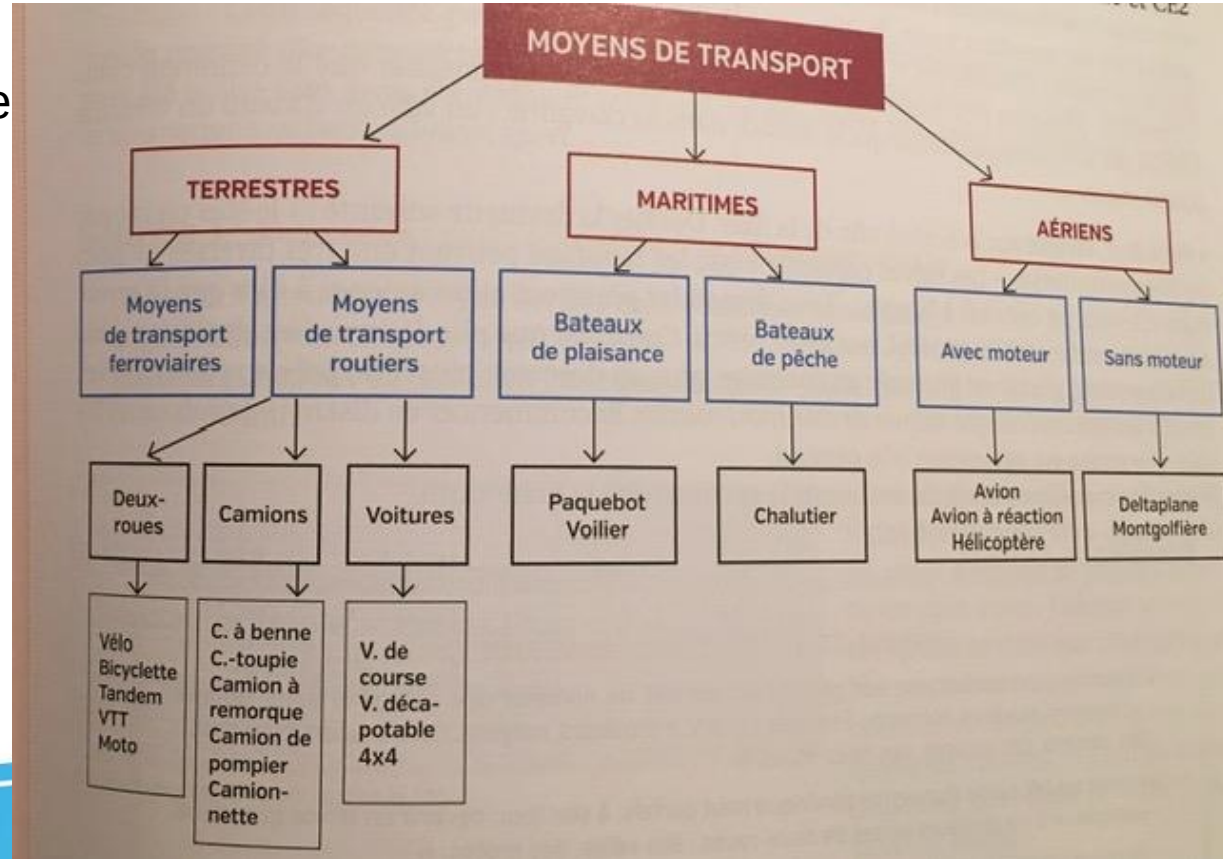 et CE2
e
MOYENS DE TRANSPORT
TERRESTRES
MARITIMES
AÉRIENS
Moyens
de transport
ferroviaires
Moyens
de transport
routiers
Bateaux
de plaisance
Bateaux
de pêche
Avec moteur
Sans moteur
Deux-
roues
Camions
Voitures
Paquebot
Voilier
Chalutier
Avion
Avion à réaction
Hélicoptère
Deltaplane
Montgolfière
Vélo
Bicyclette
Tandem
VTT
Moto
C. à benne
C.-toupie
Camion à
remorque
Camion de
pompier
Camion-
nette
V. de
course
V. déca-
potable
4x4